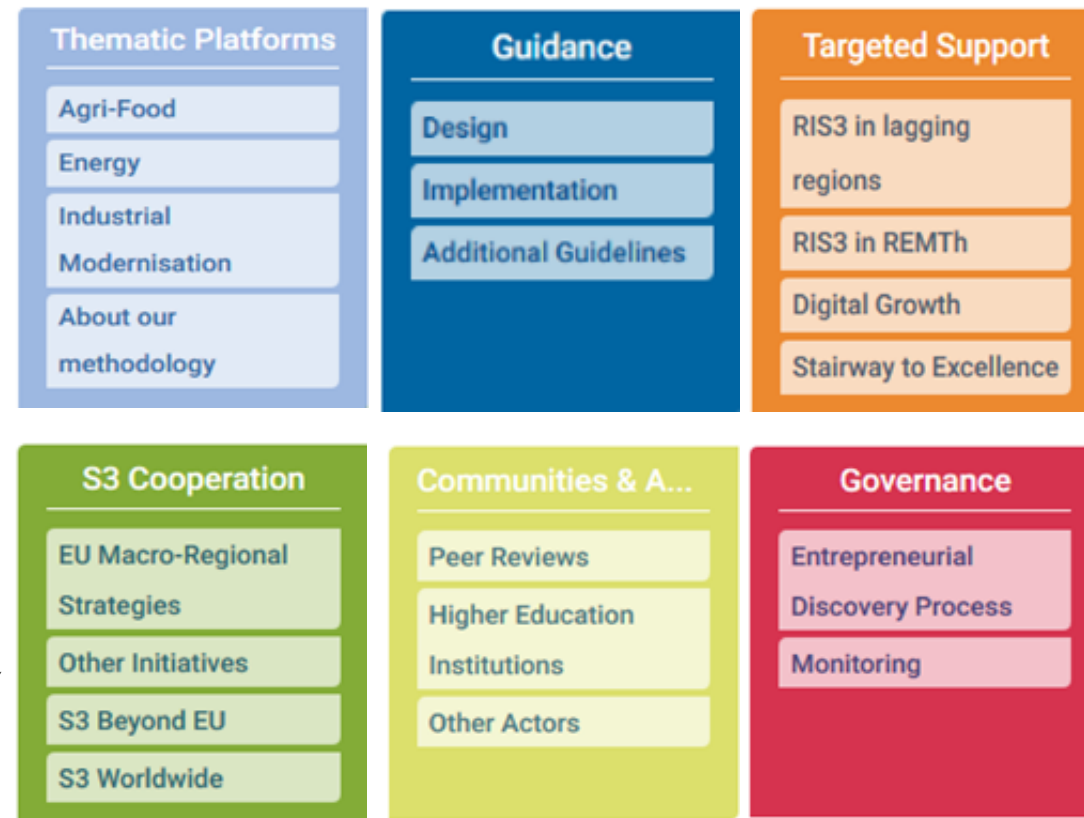 Thematic Platforms
Agri-Food
Energy
Industrial
Modernisation
About our
methodology
Guidance
Design
Implementation
Additional Guidelines
Targeted Support
RIS3 in lagging
regions
RIS3 in REMTh
Digital Growth
Stairway to Excellence
S3 Cooperation
EU Macro-Regional
Strategies
Other Initiatives
S3 Beyond EU
S3 Worldwide
Communities & A...
Peer Reviews
Higher Education
Institutions
Other Actors
Governance
Entrepreneurial
Discovery Process
Monitoring